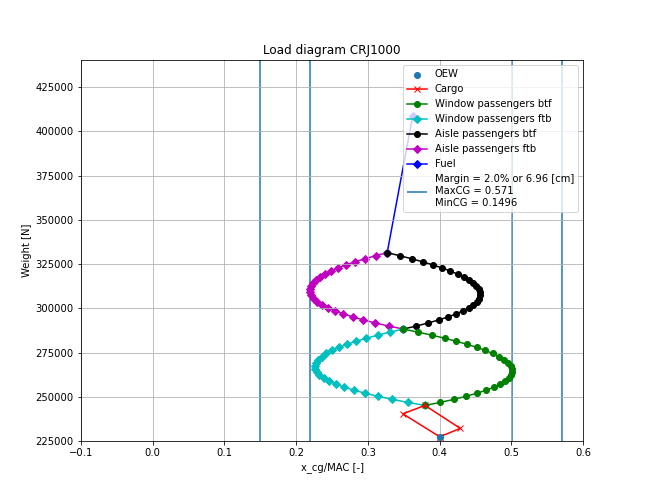 Load diagram CRJ1000
Weight [N]
425000
400000
375000
350000
325000
300000
275000
250000
225000
OEW
Cargo
Window passengers btf
Window passengers ftb
Aisle passengers btf
Aisle passengers ftb
Fuel
Margin = 2.0% or 6.96 [cm]
MaxCG = 0.571
MinCG = 0.1496
−0.1 0.0 0.1 0.2 0.3 0.4 0.5 0.6
x_cg/MAC [-]